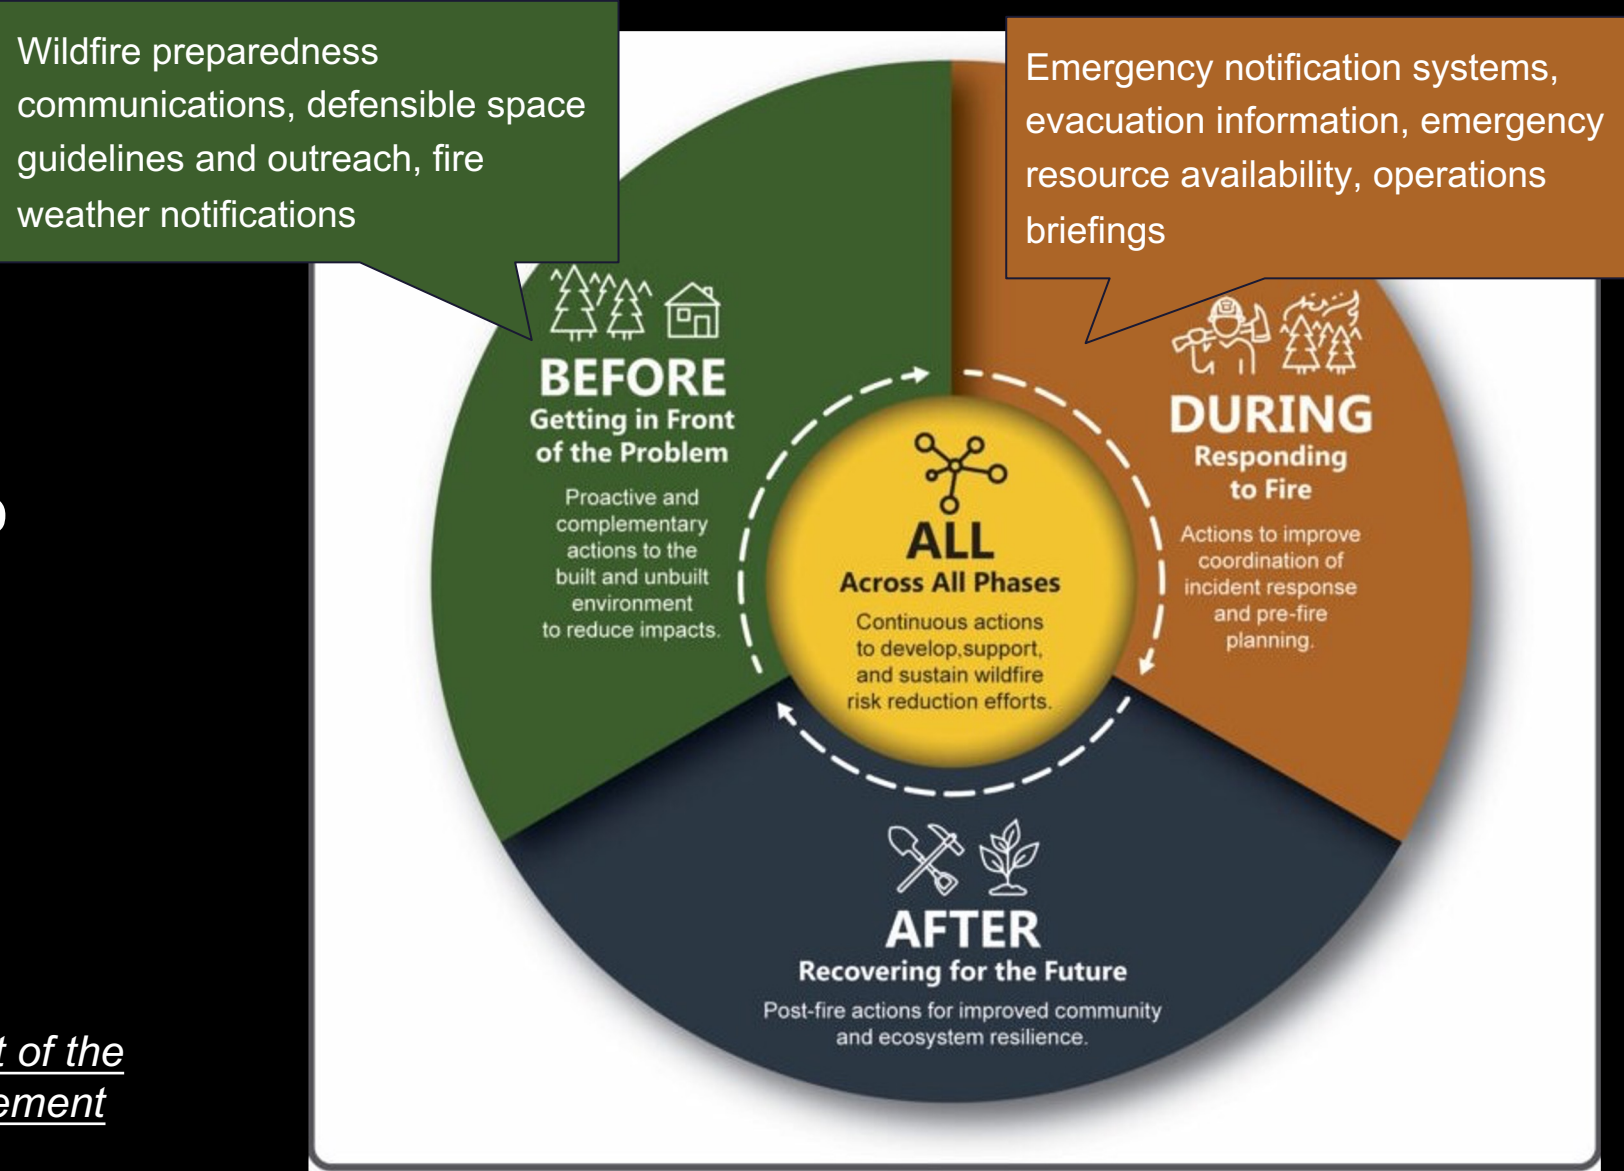 Wildfire preparedness
communications, defensible space
guidelines and outreach, fire
weather notifications
Emergency notification systems,
evacuation information, emergency
resource availability, operations
briefings
BEFORE
Getting in Front
of the Problem
Proactive and
complementary
actions to the
built and unbuilt
environment
to reduce impacts.
DURING
Responding
to Fire
Actions to improve
coordination of
incident response
and pre-fire
planning.
ALL
Across All Phases
Continuous actions
to develop,support,
and sustain wildfire
risk reduction efforts.
AFTER
Recovering for the Future
Post-fire actions for improved community
and ecosystem resilience.
of the